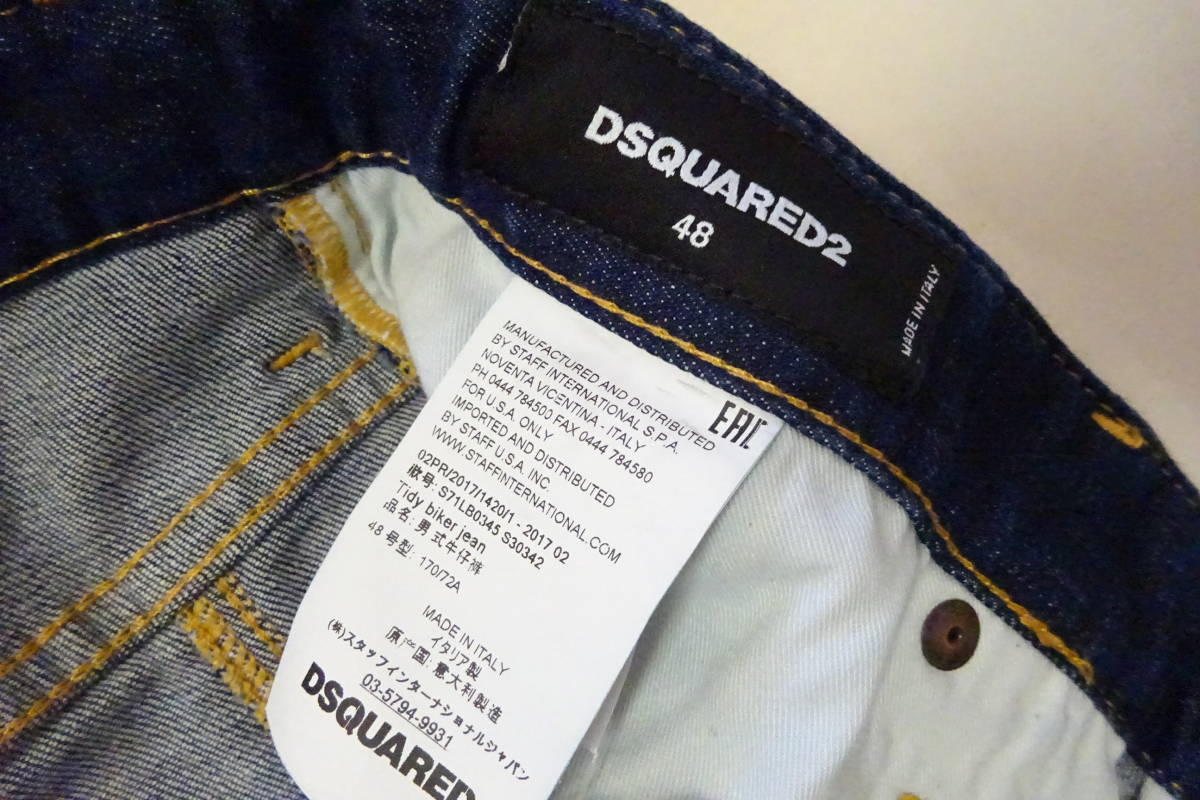 DSQUARED2
48
MADE IN ITALY
MANUFACTURED AND DISTRIBUTED
BY STAFF INTERNATIONAL S.P.A.
NOVENTA VICENTINA - ITALY
PH 0444 784500 FAX 0444 784580
FOR U.S.A. ONLY
IMPORTED AND DISTRIBUTED
BY STAFF U.S.A. INC.
WWW.STAFFINTERNATIONAL.COM
EAC
02PR/2017/1420/1 - 2017 02
款号: S71LB0345 S30342
Tidy biker jean
品名: 男式牛仔裤
48 号型: 170/72A
MADE IN ITALY
イタリア製
原产国: 意大利製造
(株)スタッフインターナショナルジャパン
03-5794-9931
DSQUARED